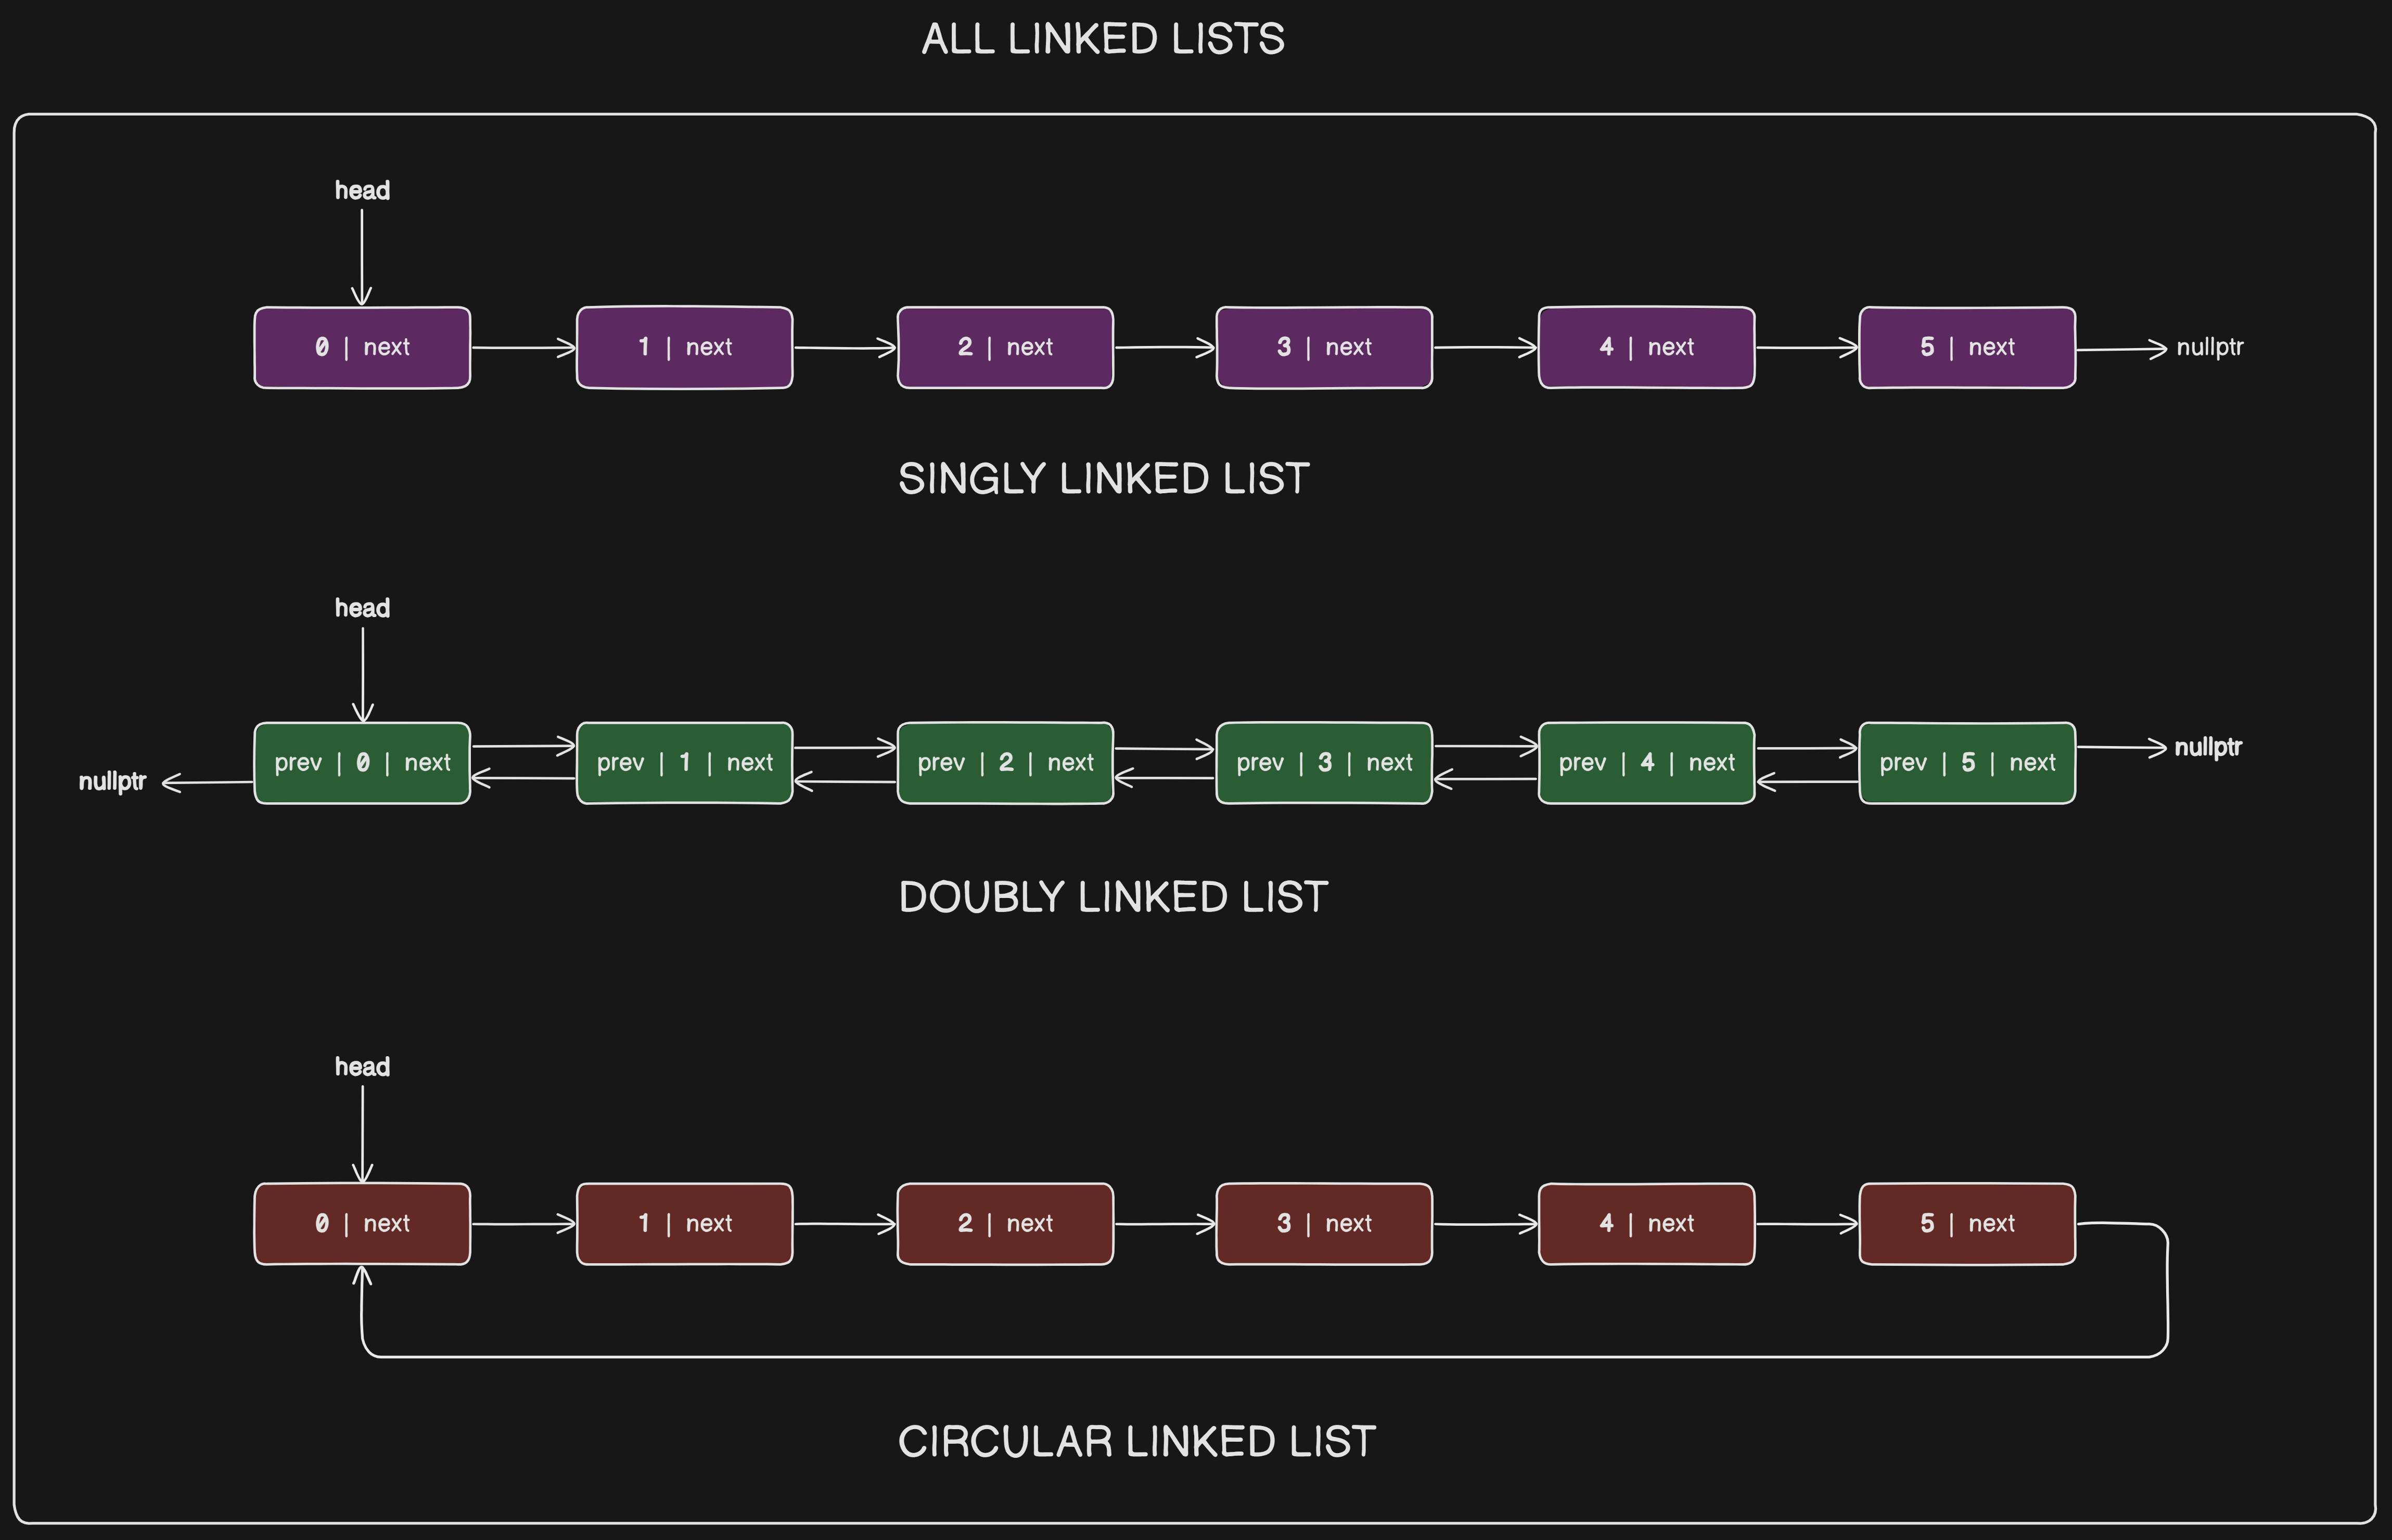 ALL LINKED LISTS
head
0 | next
1 | next
2 | next
3 | next
4 | next
5 | next
nullptr
SINGLY LINKED LIST
head
nullptr
prev | 0 | next
prev | 1 | next
prev | 2 | next
prev | 3 | next
prev | 4 | next
prev | 5 | next
nullptr
DOUBLY LINKED LIST
head
0 | next
1 | next
2 | next
3 | next
4 | next
5 | next
CIRCULAR LINKED LIST